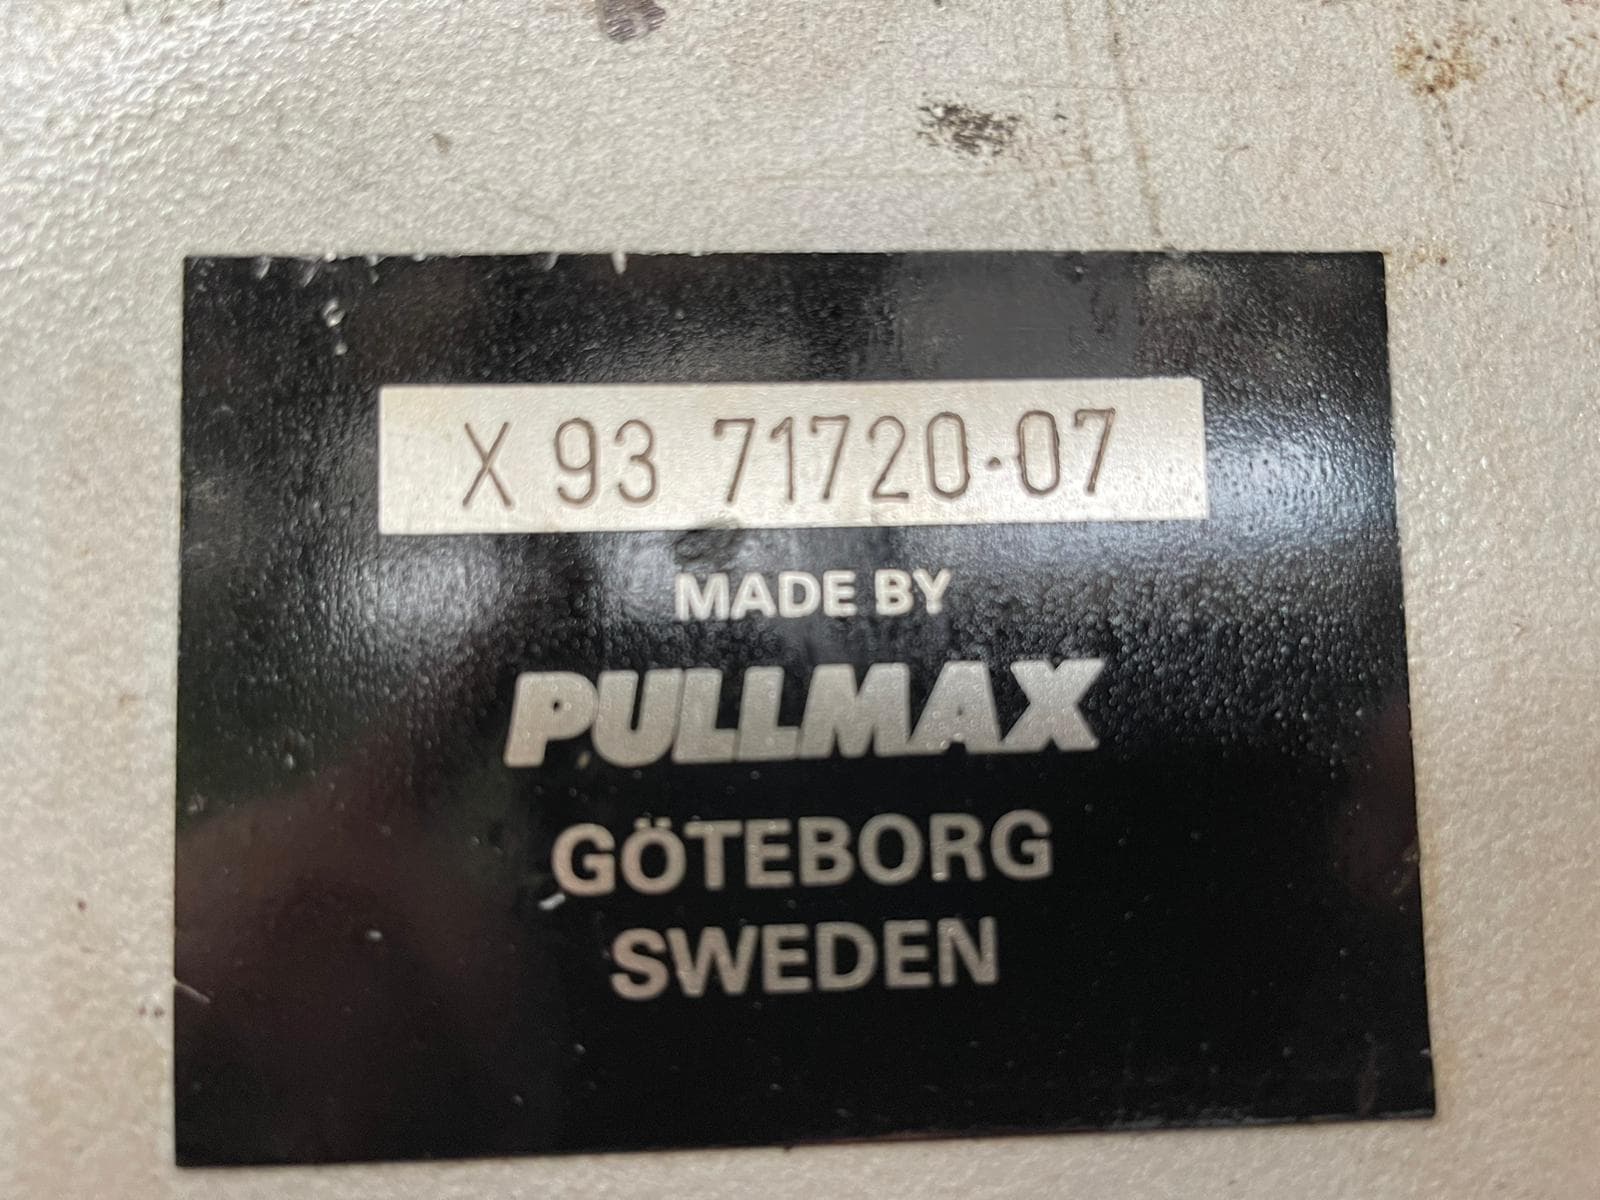 X 93 71720-07
MADE BY
PULLMAX
GÖTEBORG
SWEDEN